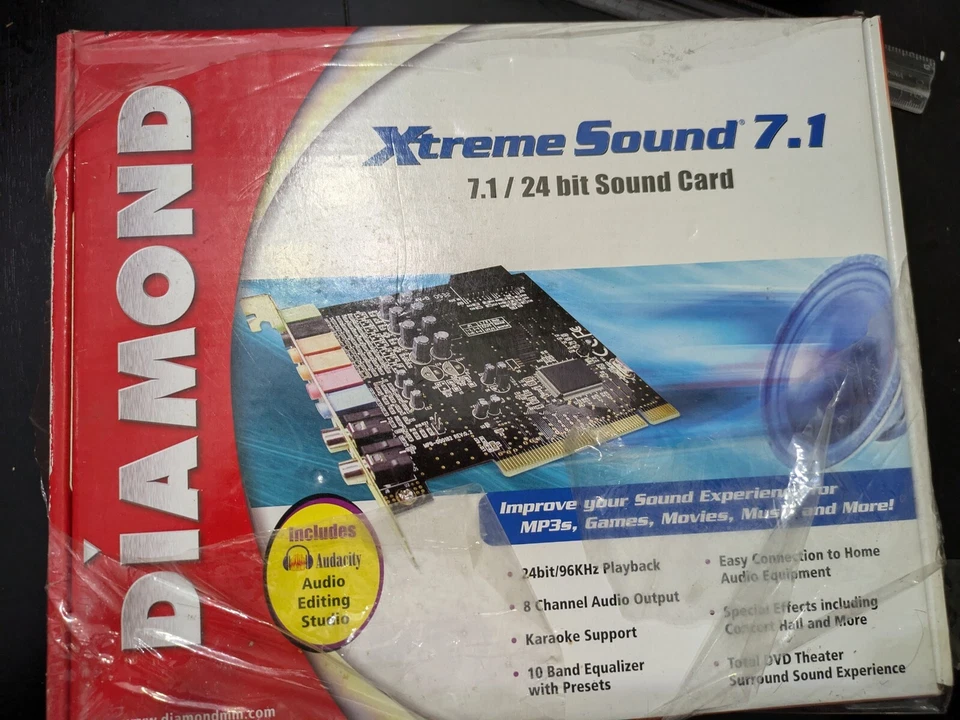 DIAMOND
Xtreme Sound® 7.1
7.1 / 24 bit Sound Card
Improve your Sound Experience for
MP3s, Games, Movies, Music and More!
Includes
Audacity
Audio
Editing
Studio
24bit/96KHz Playback
8 Channel Audio Output
Karaoke Support
10 Band Equalizer
with Presets
Easy Connection to Home
Audio Equipment
Special Effects including
Concert Hall and More
Total DVD Theater
Surround Sound Experience
www.diamondmm.com